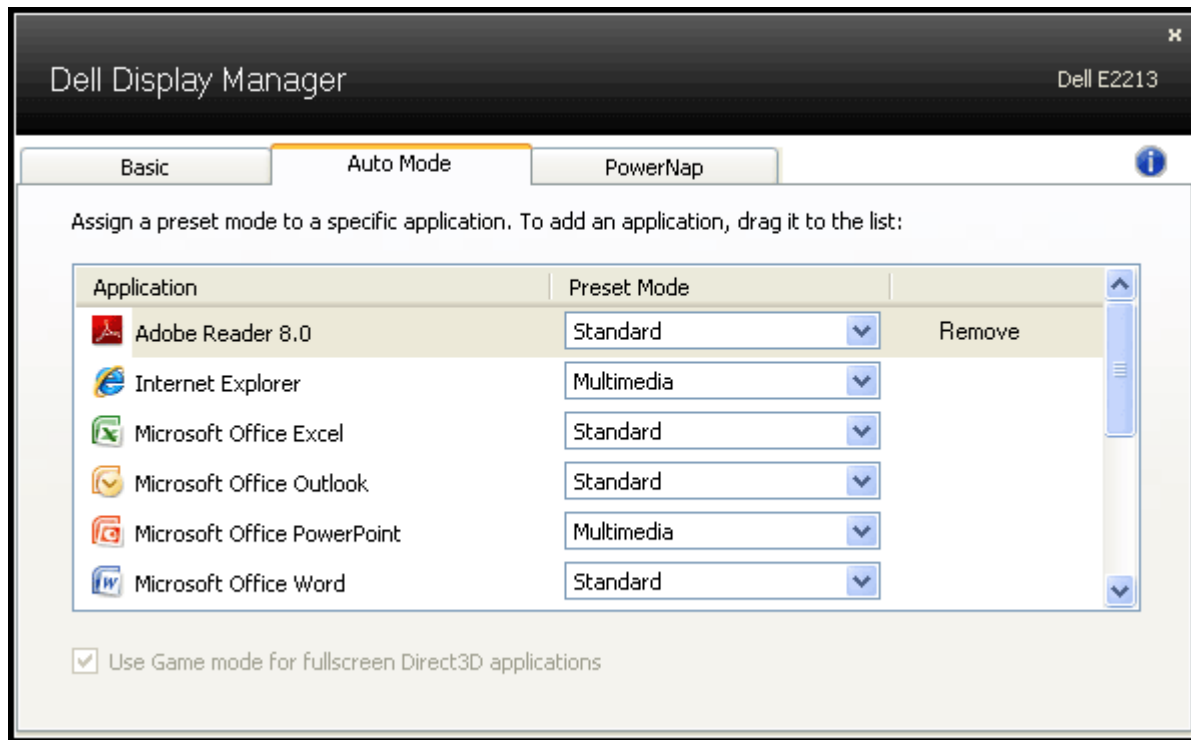 Dell Display Manager
Dell E2213
Basic
Auto Mode
PowerNap
Assign a preset mode to a specific application. To add an application, drag it to the list:
Application Preset Mode
Adobe Reader 8.0 Standard Remove
Internet Explorer Multimedia
Microsoft Office Excel Standard
Microsoft Office Outlook Standard
Microsoft Office PowerPoint Multimedia
Microsoft Office Word Standard
Use Game mode for fullscreen Direct3D applications